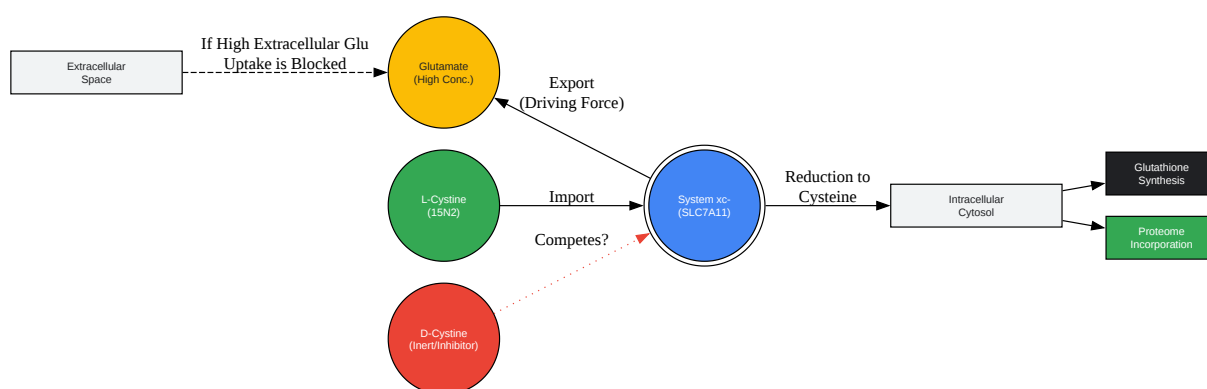 If High Extracellular Glu
Uptake is Blocked
Extracellular
Space
Glutamate
(High Conc.)
Export
(Driving Force)
L-Cystine
(15N2)
Import
System xc-
(SLC7A11)
Reduction to
Cysteine
Intracellular
Cytosol
Glutathione
Synthesis
Proteome
Incorporation
Competes?
D-Cystine
(Inert/Inhibitor)